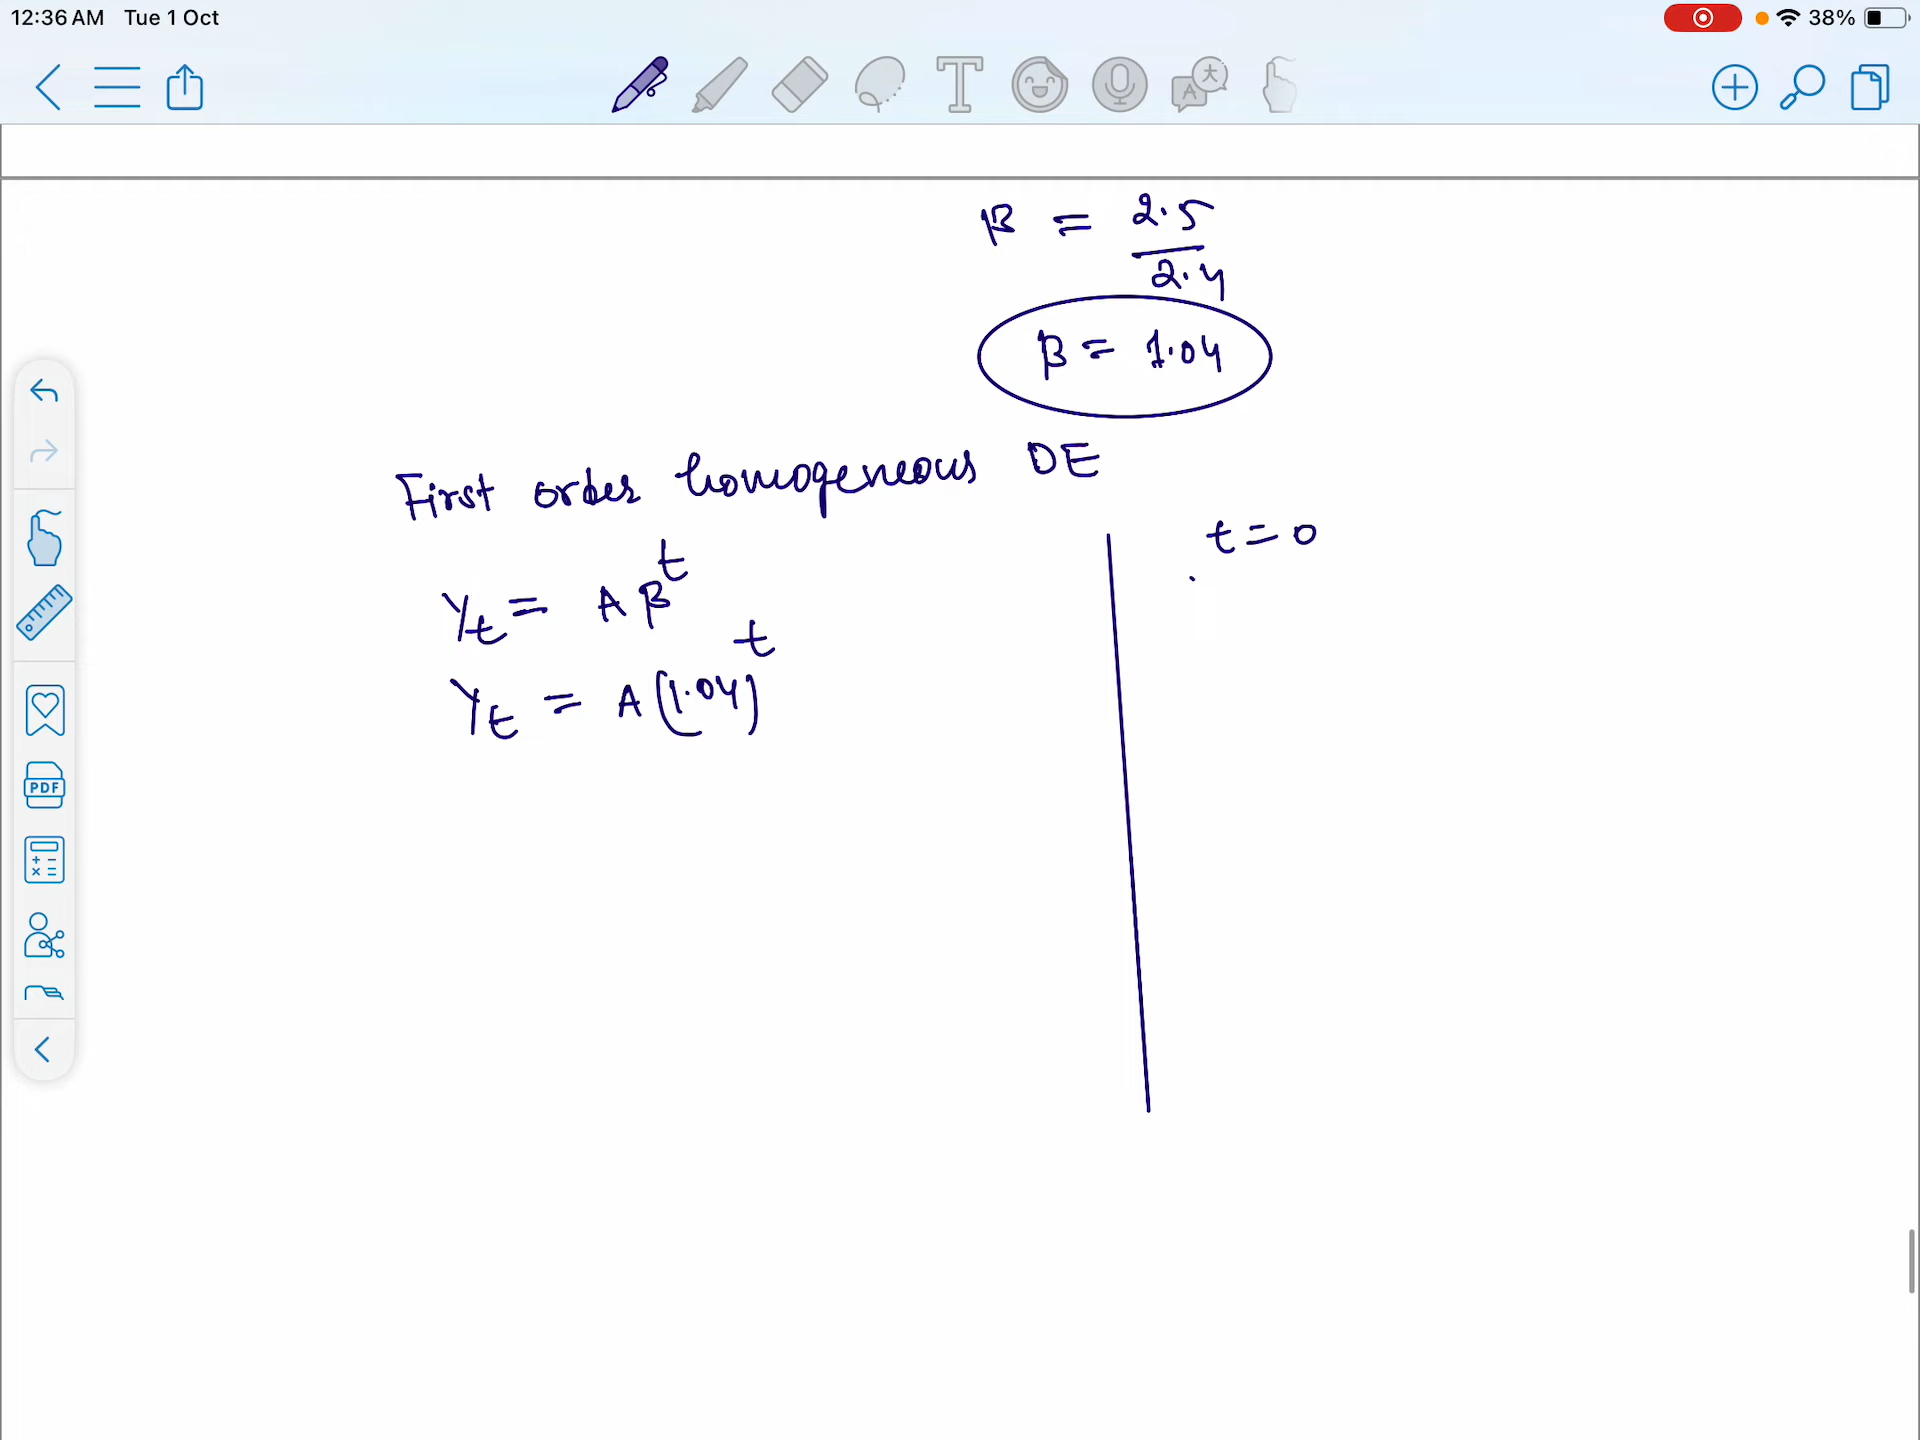 12:36 AM Tue 1 Oct 38%
β = 2.5
2.4
β = 1.04
First order homogeneous DE
Yt = A β^t
Yt = A (1.04)^t
t = 0
PDF